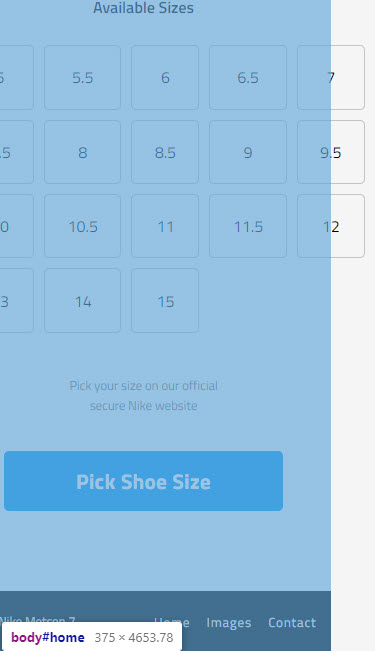 Available Sizes
5.5 6 6.5 7
.5 8 8.5 9 9.5
0 10.5 11 11.5 12
3 14 15
Pick your size on our official
secure Nike website
Pick Shoe Size
Nike Metcon 7 Home Images Contact
body#home 375 × 4653.78